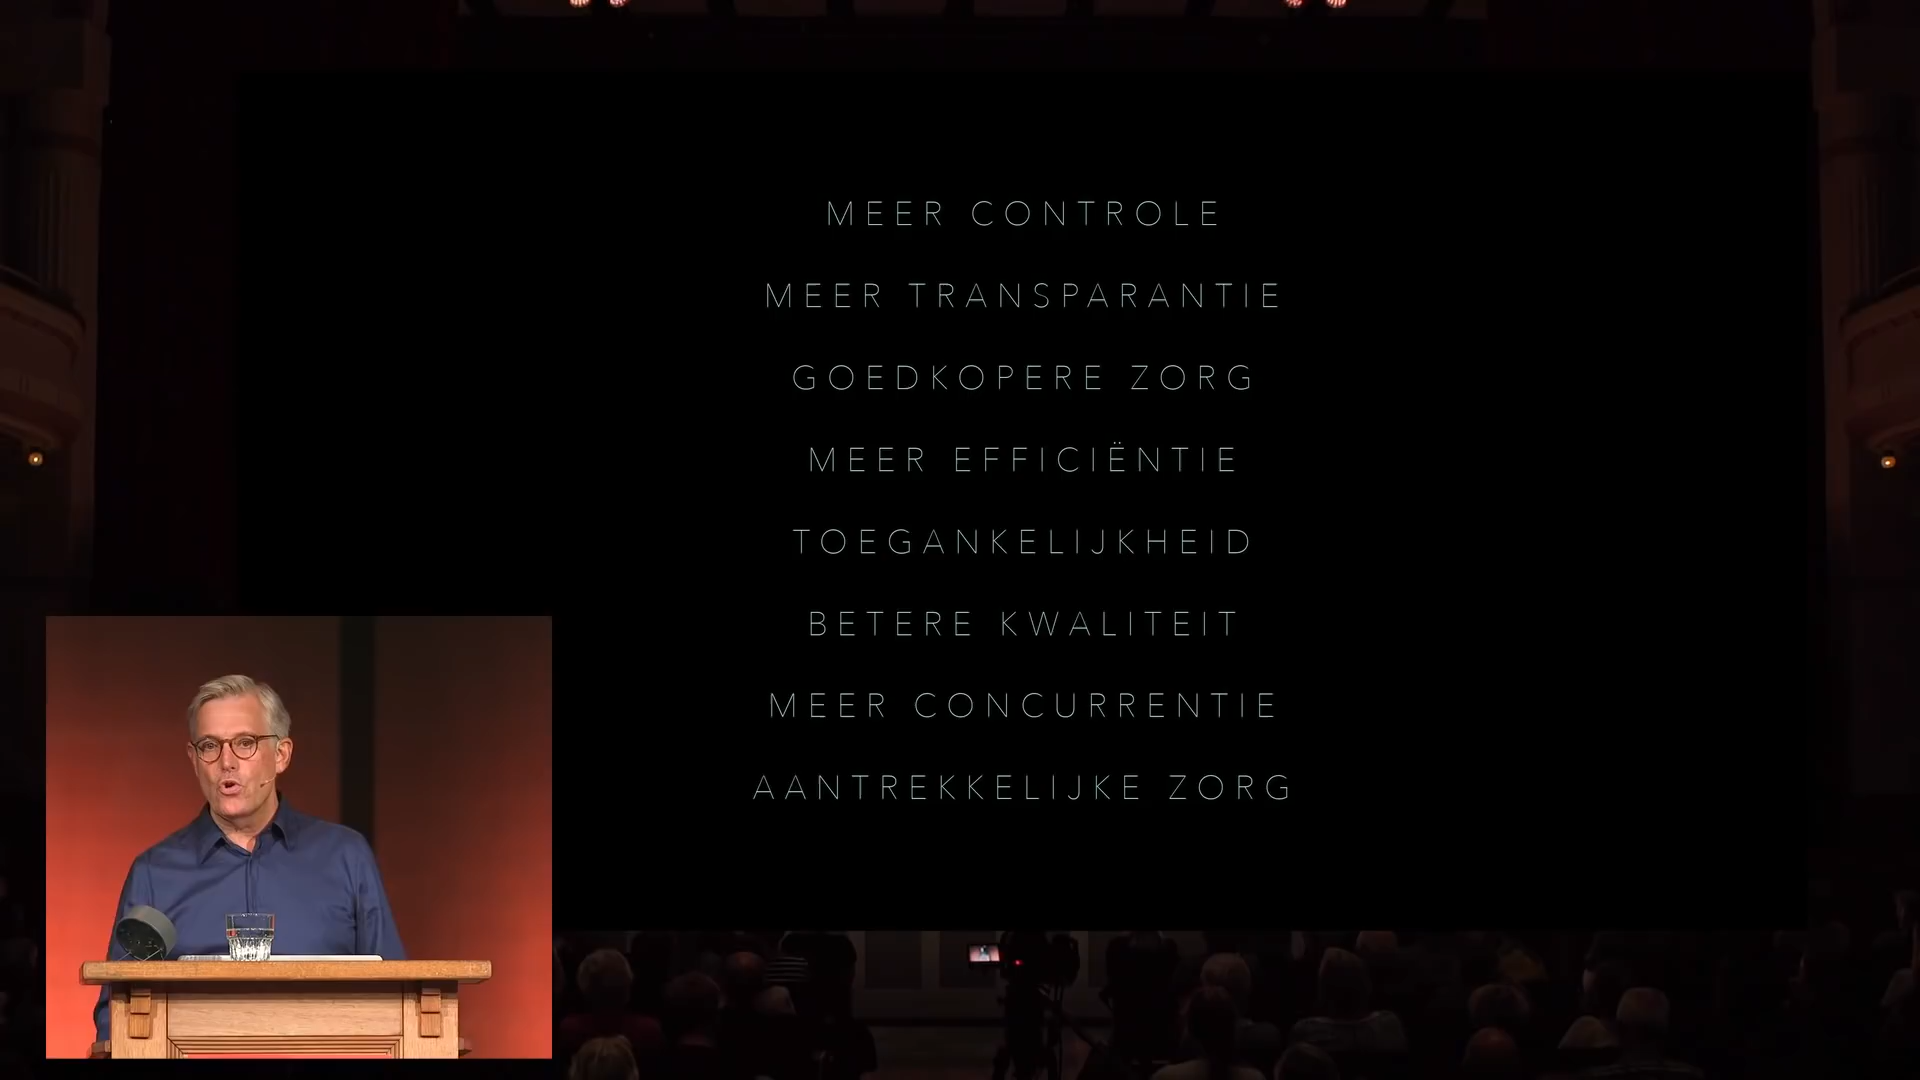 MEER CONTROLE
MEER TRANSPARANTIE
GOEDKOPERE ZORG
MEER EFFICIËNTIE
TOEGANKELIJKHEID
BETERE KWALITEIT
MEER CONCURRENTIE
AANTREKKELIJKE ZORG